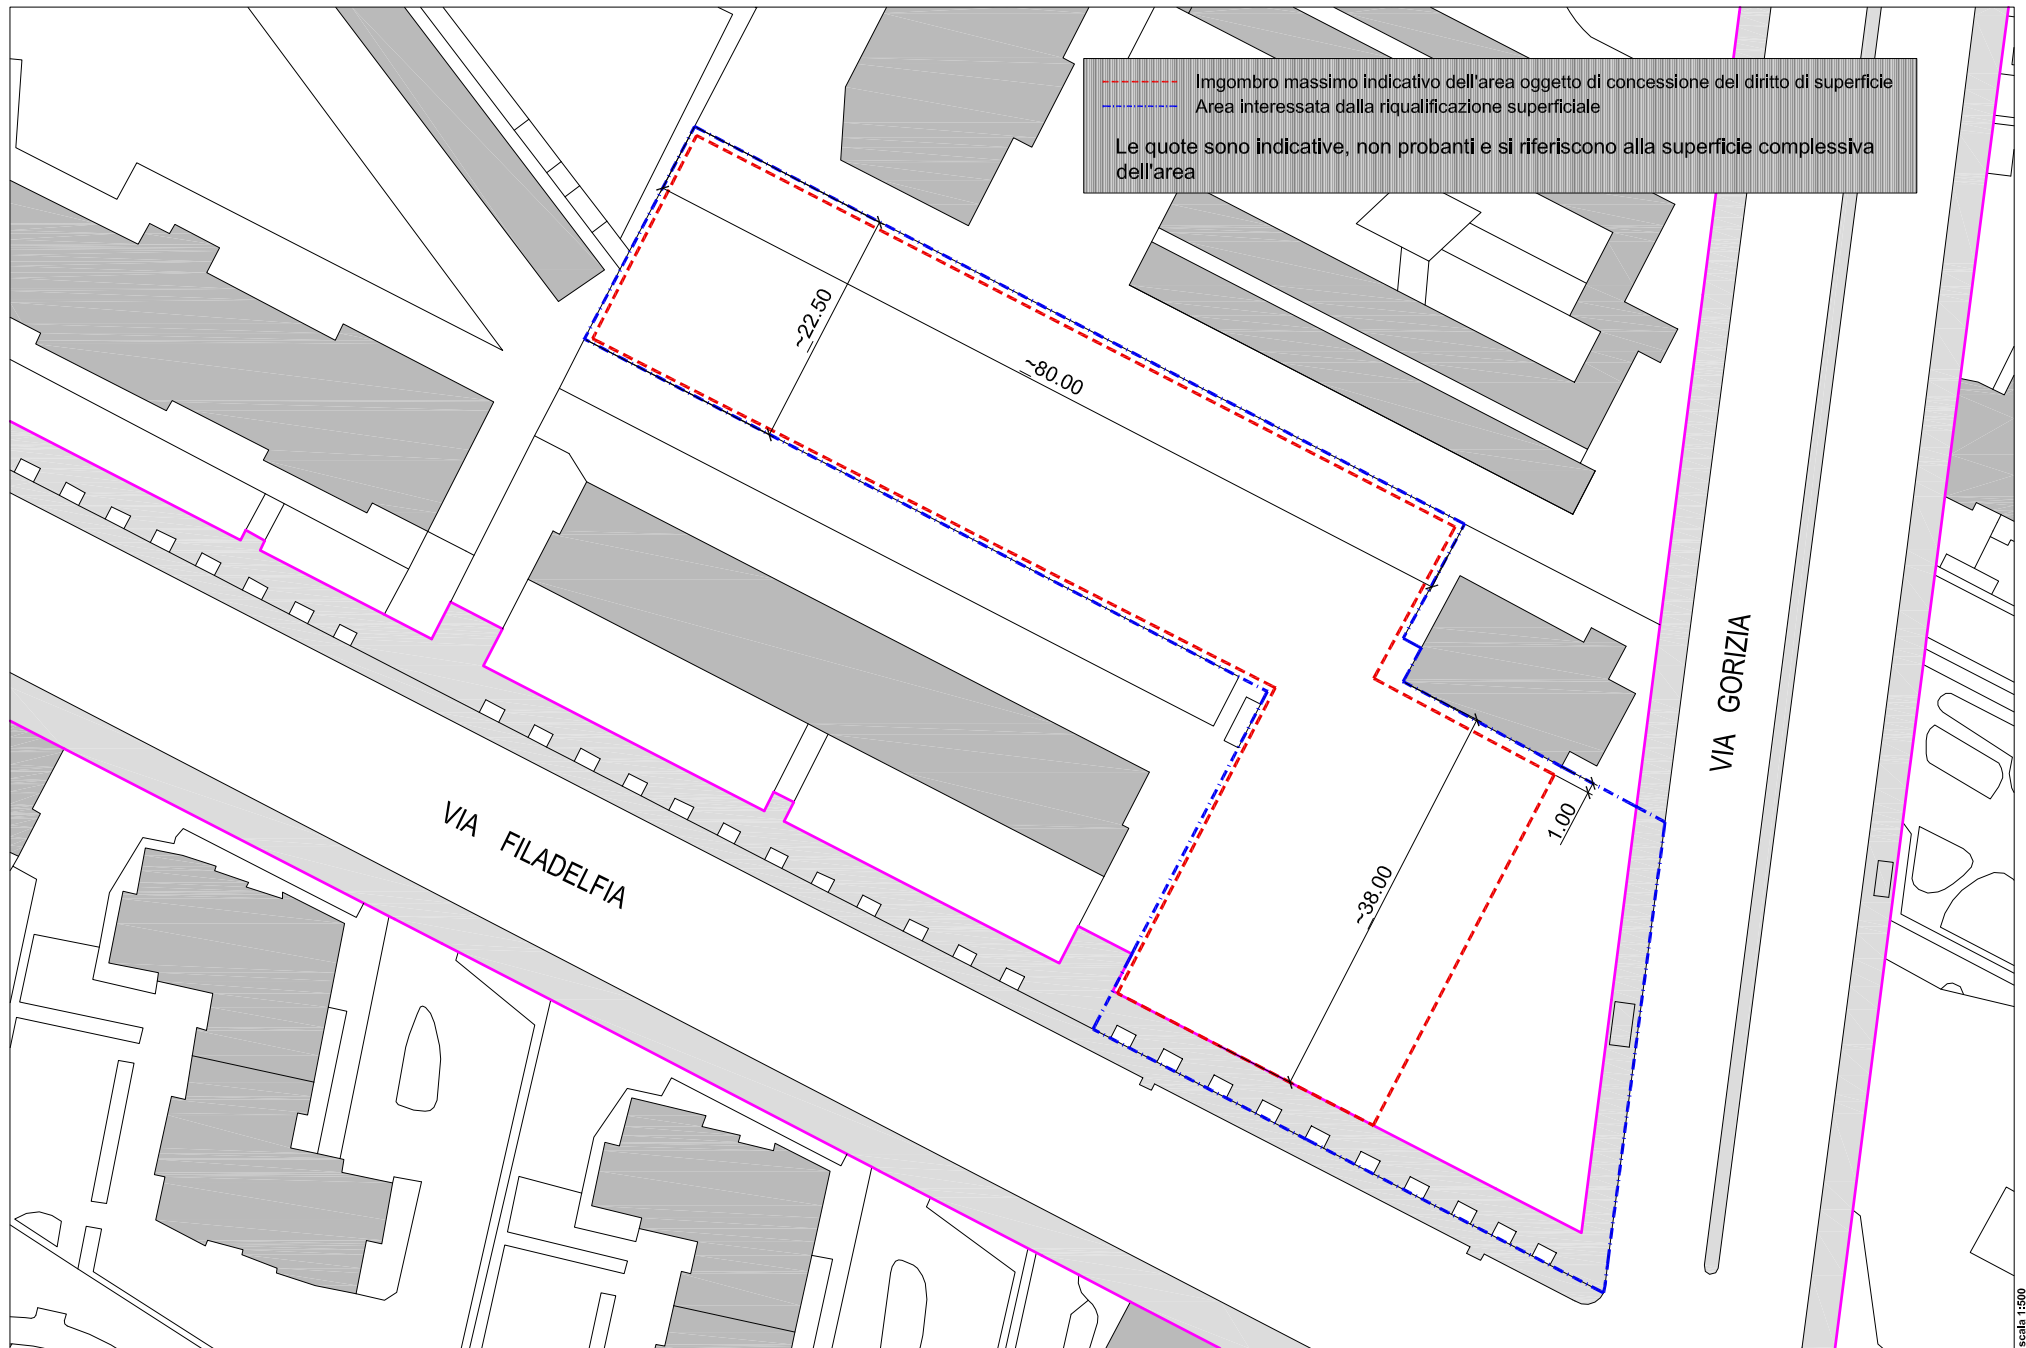 Imgombro massimo indicativo dell'area oggetto di concessione del diritto di superficie
Area interessata dalla riqualificazione superficiale
Le quote sono indicative, non probanti e si riferiscono alla superficie complessiva
dell'area
~22.50
~80.00
VIA GORIZIA
1.00
~38.00
VIA FILADELFIA
scala 1:500